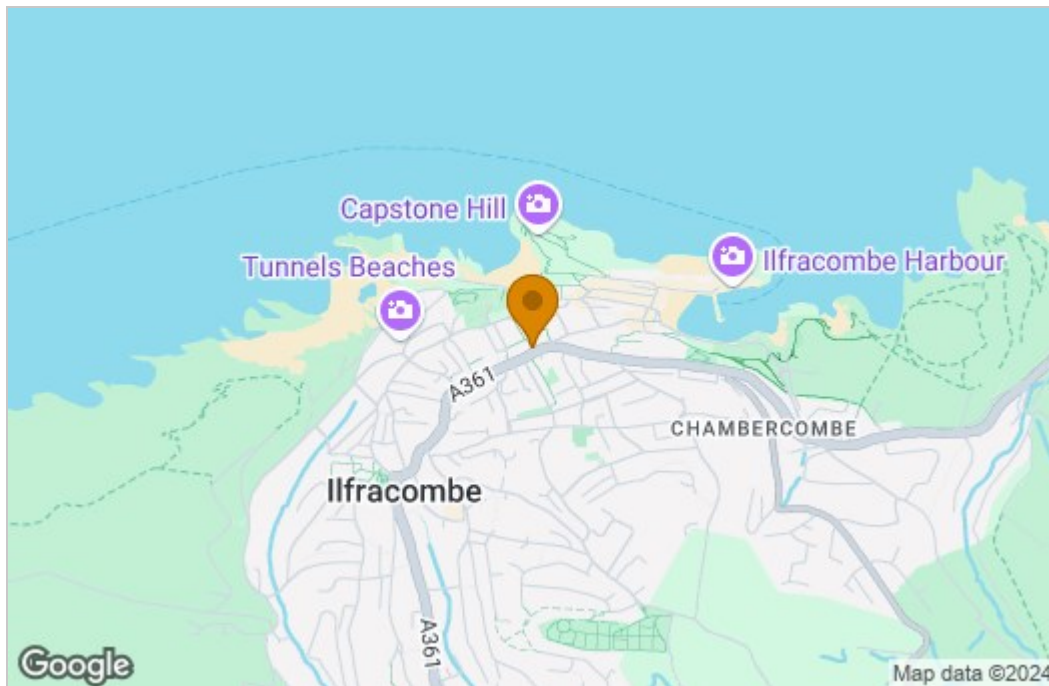 Capstone Hill
Tunnels Beaches
Ilfracombe Harbour
A361
CHAMBERCOMBE
Ilfracombe
A361
Google
Map data ©2024